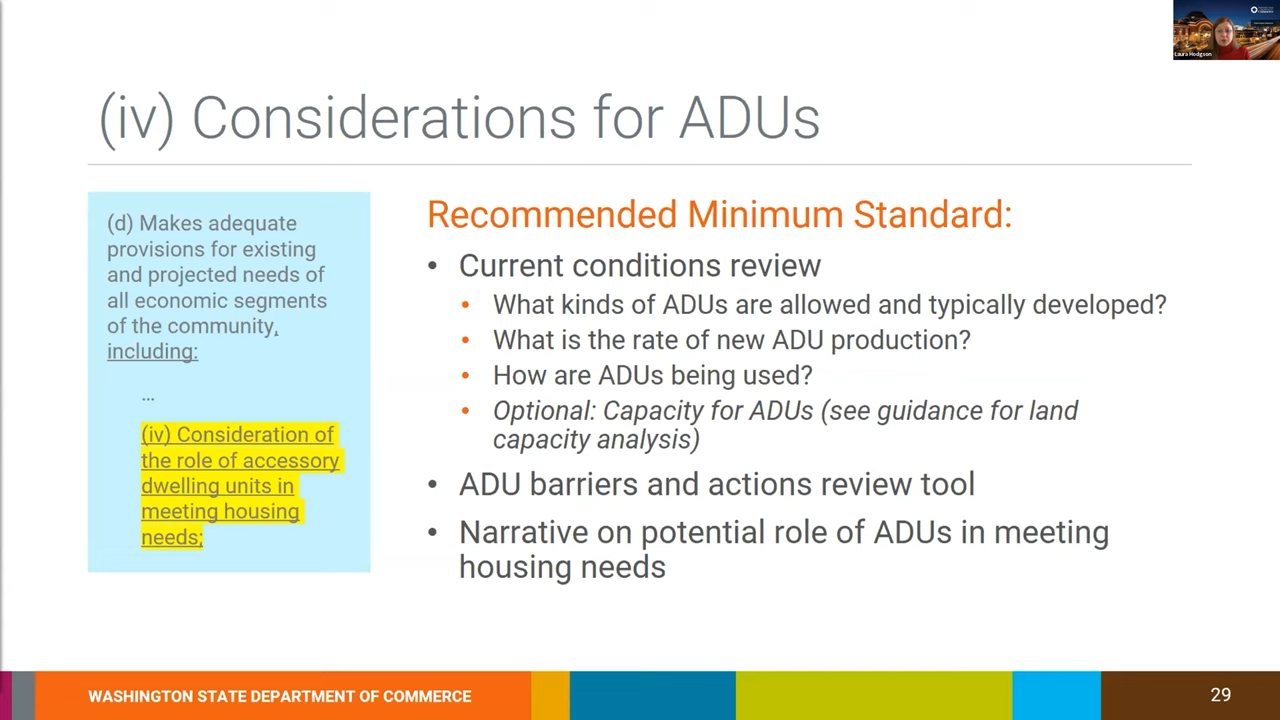 Laura Hodgson
(iv) Considerations for ADUs
(d) Makes adequate
provisions for existing
and projected needs of
all economic segments
of the community,
including:
...
(iv) Consideration of
the role of accessory
dwelling units in
meeting housing
needs;
Recommended Minimum Standard:
• Current conditions review
• What kinds of ADUs are allowed and typically developed?
• What is the rate of new ADU production?
• How are ADUs being used?
• Optional: Capacity for ADUs (see guidance for land
capacity analysis)
• ADU barriers and actions review tool
• Narrative on potential role of ADUs in meeting
housing needs
WASHINGTON STATE DEPARTMENT OF COMMERCE
29